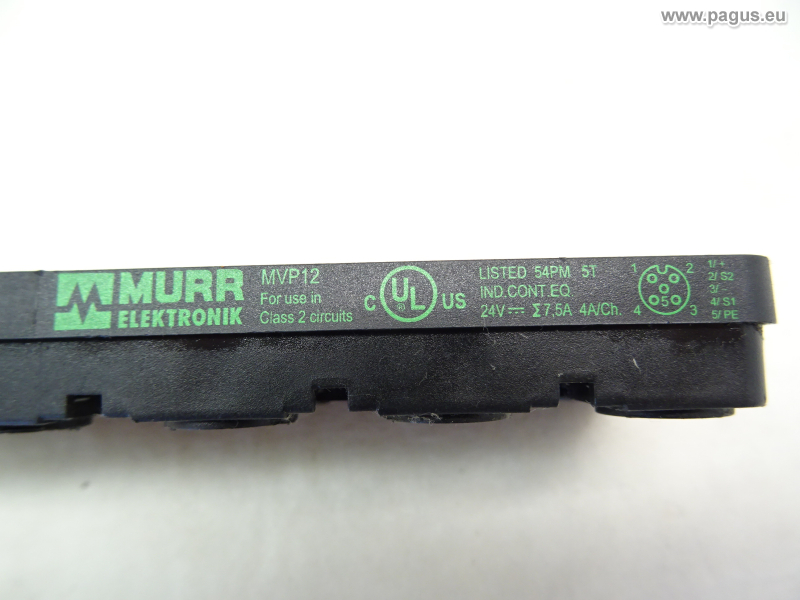 www.pagus.eu
MURR
ELEKTRONIK
MVP12
For use in
Class 2 circuits
C UL ® US
LISTED 54PM 5T
IND.CONT.EQ.
24V⎓ Σ7,5A 4A/Ch.
1 2
5
4 3
1/ +
2/ S2
3/ -
4/ S1
5/ PE